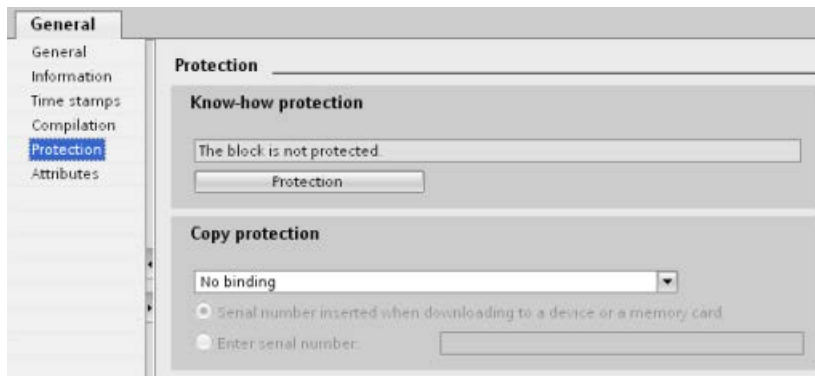 General
General
Information
Time stamps
Compilation
Protection
Attributes
Protection
Know-how protection
The block is not protected.
Protection
Copy protection
No binding
Serial number inserted when downloading to a device or a memory card
Enter serial number: